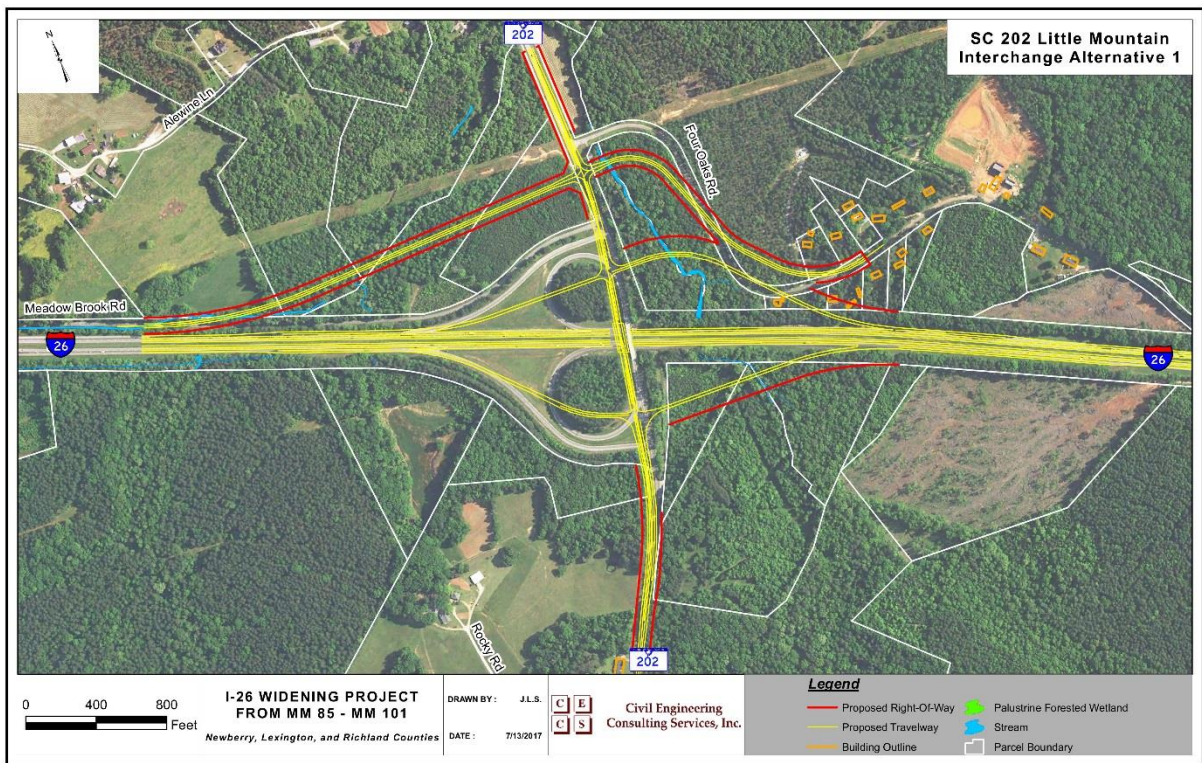 202
SC 202 Little Mountain
Interchange Alternative 1
N
Alewine Ln
Four Oaks Rd.
Meadow Brook Rd
26
26
Rocky Rd
202
0 400 800
Feet
I-26 WIDENING PROJECT
FROM MM 85 - MM 101
Newberry, Lexington, and Richland Counties
DRAWN BY : J.L.S.
DATE : 7/13/2017
C E
C S
Civil Engineering
Consulting Services, Inc.
Legend
Proposed Right-Of-Way
Proposed Travelway
Building Outline
Palustrine Forested Wetland
Stream
Parcel Boundary